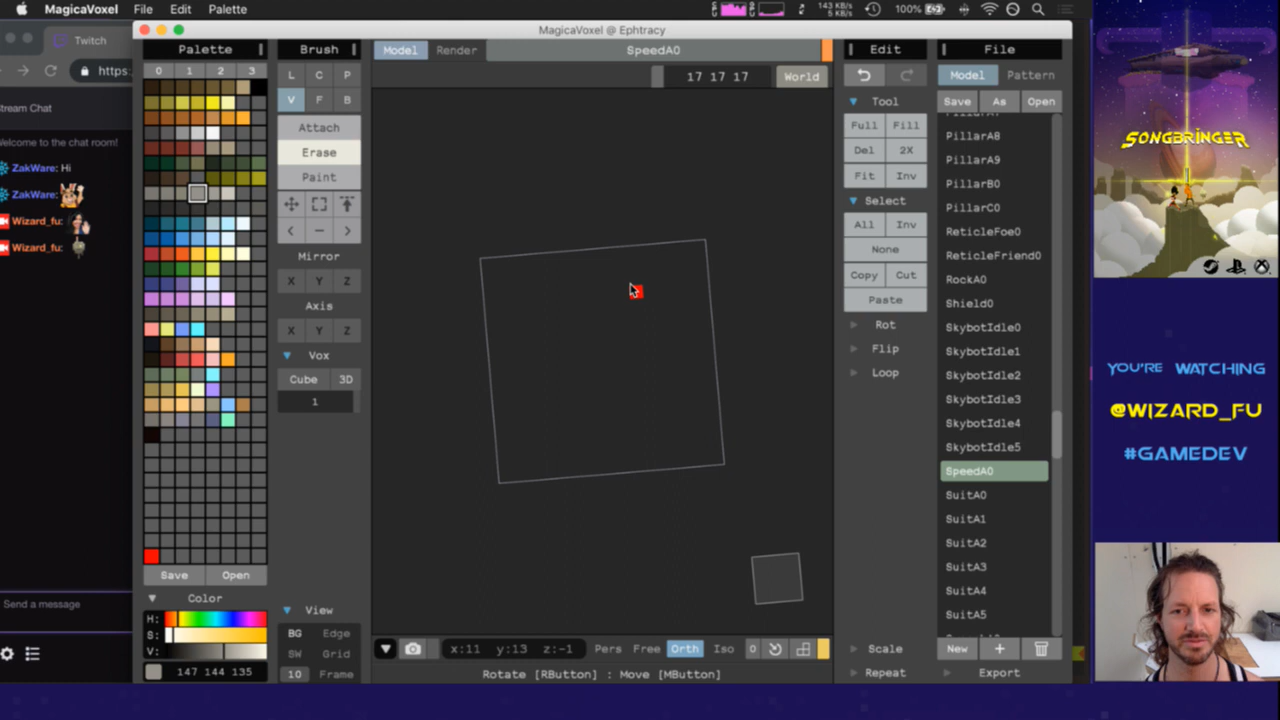 MagicaVoxel File Edit Palette
143 KB/s
5 KB/s
100%
MagicaVoxel @ Ephtracy
Twitch
https:
Stream Chat
Welcome to the chat room!
ZakWare: Hi
ZakWare:
Wizard_fu:
Wizard_fu:
Send a message
Palette
0 1 2 3
Save Open
Color
H:
S:
V:
147 144 135
Brush
L C P
V F B
Attach
Erase
Paint
Mirror
X Y Z
Axis
X Y Z
Vox
Cube 3D
1
View
BG Edge
SW Grid
10 Frame
Model Render SpeedA0
17 17 17 World
x:11 y:13 z:-1 Pers Free Orth Iso 0
Rotate [RButton] : Move [MButton]
Edit
Tool
Full Fill
Del 2X
Fit Inv
Select
All Inv
None
Copy Cut
Paste
Rot
Flip
Loop
Scale
Repeat
File
Model Pattern
Save As Open
PillarA8
PillarA9
PillarB0
PillarC0
ReticleFoe0
ReticleFriend0
RockA0
Shield0
SkybotIdle0
SkybotIdle1
SkybotIdle2
SkybotIdle3
SkybotIdle4
SkybotIdle5
SpeedA0
SuitA0
SuitA1
SuitA2
SuitA3
SuitA4
SuitA5
New +
Export
SONGBRINGER
YOU'RE WATCHING
@WIZARD_FU
#GAMEDEV